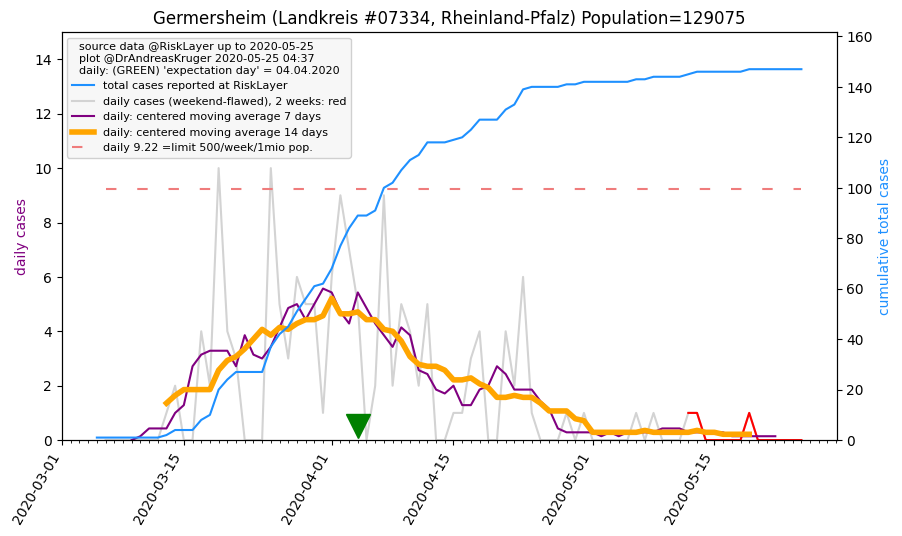 Germersheim (Landkreis #07334, Rheinland-Pfalz) Population=129075
source data @RiskLayer up to 2020-05-25
plot @DrAndreasKruger 2020-05-25 04:37
daily: (GREEN) 'expectation day' = 04.04.2020
total cases reported at RiskLayer
daily cases (weekend-flawed), 2 weeks: red
daily: centered moving average 7 days
daily: centered moving average 14 days
daily 9.22 =limit 500/week/1mio pop.
daily cases
14
12
10
8
6
4
2
0
cumulative total cases
160
140
120
100
80
60
40
20
0
2020-03-01
2020-03-15
2020-04-01
2020-04-15
2020-05-01
2020-05-15